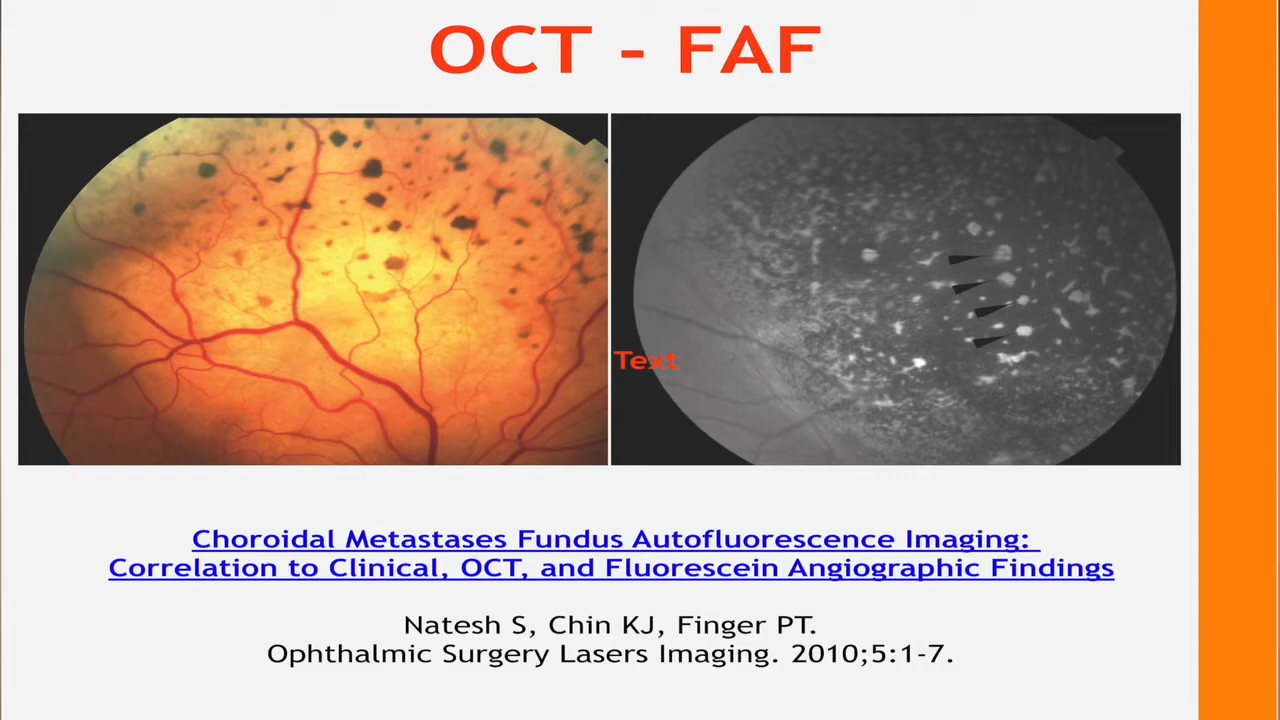 OCT - FAF
Text
Choroidal Metastases Fundus Autofluorescence Imaging:
Correlation to Clinical, OCT, and Fluorescein Angiographic Findings
Natesh S, Chin KJ, Finger PT.
Ophthalmic Surgery Lasers Imaging. 2010;5:1-7.